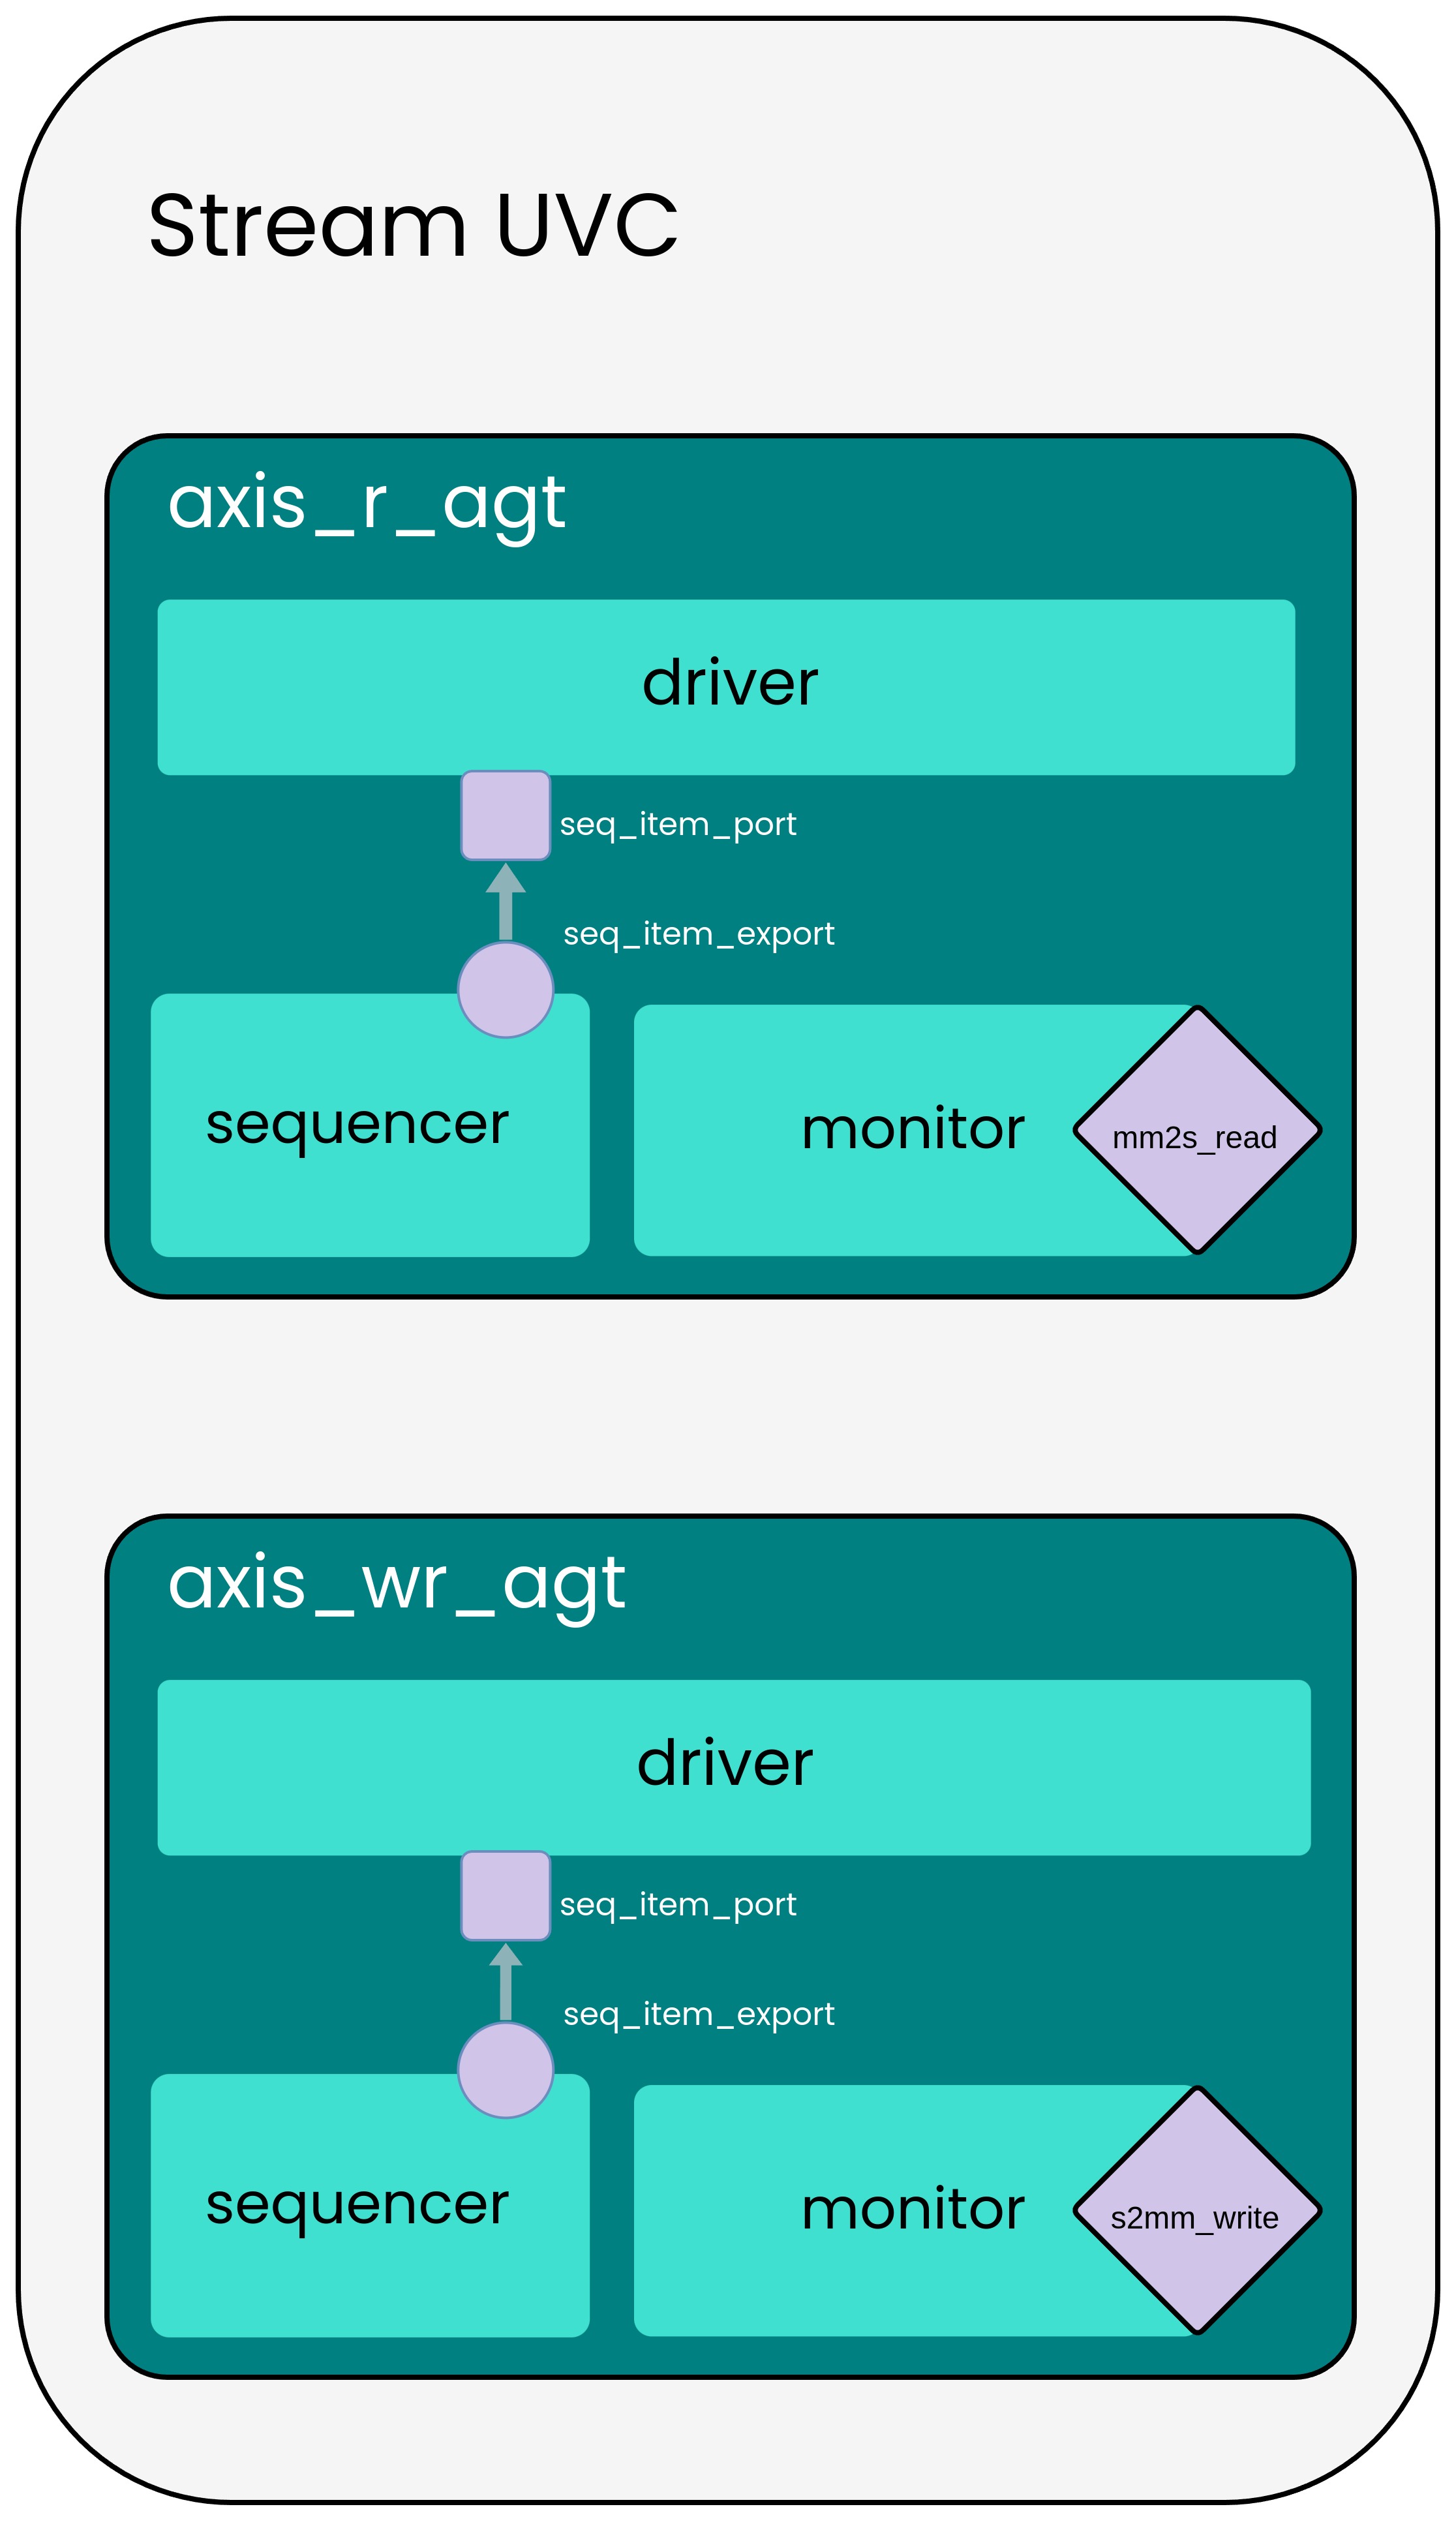 Stream UVC
axis_r_agt
driver
seq_item_port
seq_item_export
sequencer
monitor
mm2s_read
axis_wr_agt
driver
seq_item_port
seq_item_export
sequencer
monitor
s2mm_write